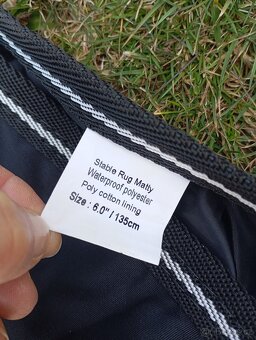 Stable Rug Matty
Waterproof polyester
Poly cotton lining
Size : 6.0" / 135cm